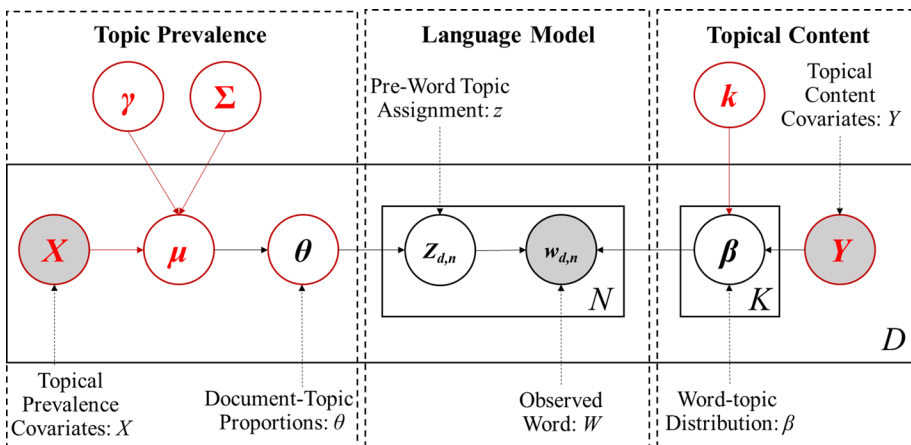 Topic Prevalence
Language Model
Topical Content
γ
Σ
Pre-Word Topic
Assignment: z
k
Topical
Content
Covariates: Y
X
μ
θ
Z_{d,n}
w_{d,n}
β
Y
N
K
D
Topical
Prevalence
Covariates: X
Document-Topic
Proportions: θ
Observed
Word: W
Word-topic
Distribution: β